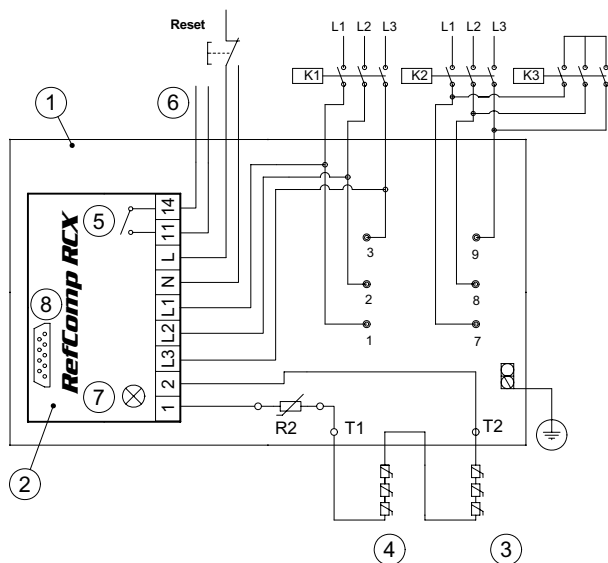 Reset
L1 L2 L3
L1 L2 L3
K1
K2
K3
1
6
5
14
11
L
N
L1
L2
L3
2
1
RefComp RCX
8
7
3
2
1
9
8
7
R2
T1
T2
2
4
3